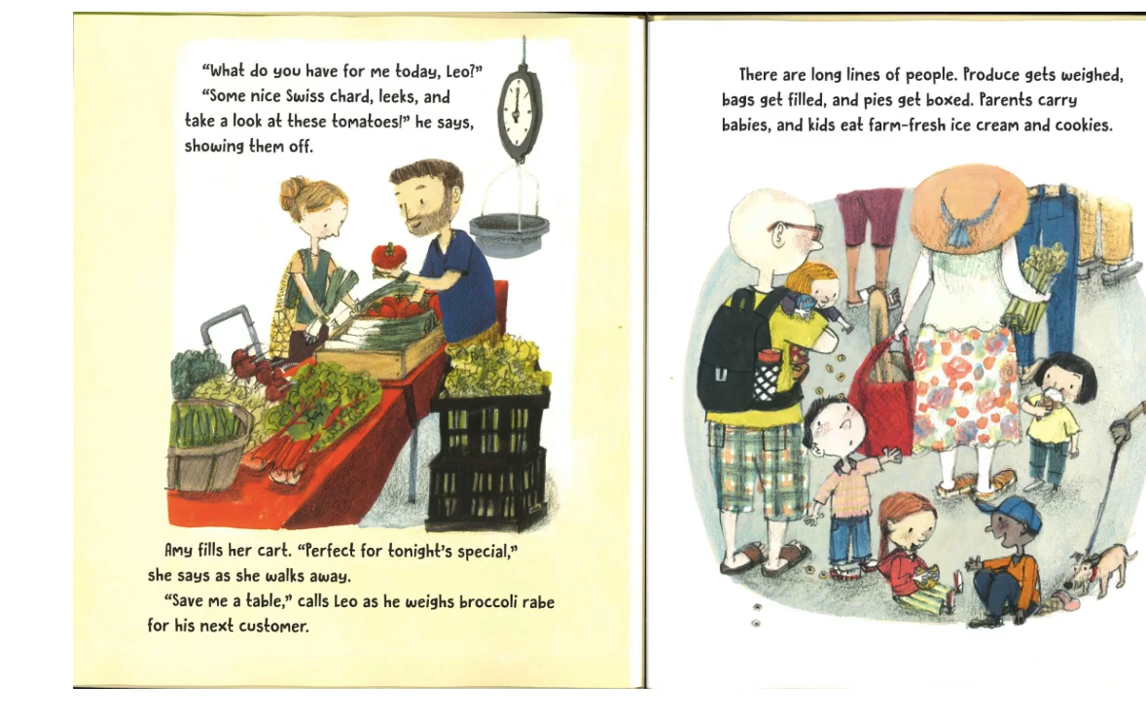 “What do you have for me today, Leo?”
“Some nice Swiss chard, leeks, and
take a look at these tomatoes!” he says,
showing them off.
Amy fills her cart. “Perfect for tonight’s special,”
she says as she walks away.
“Save me a table,” calls Leo as he weighs broccoli rabe
for his next customer.
There are long lines of people. Produce gets weighed,
bags get filled, and pies get boxed. Parents carry
babies, and kids eat farm-fresh ice cream and cookies.